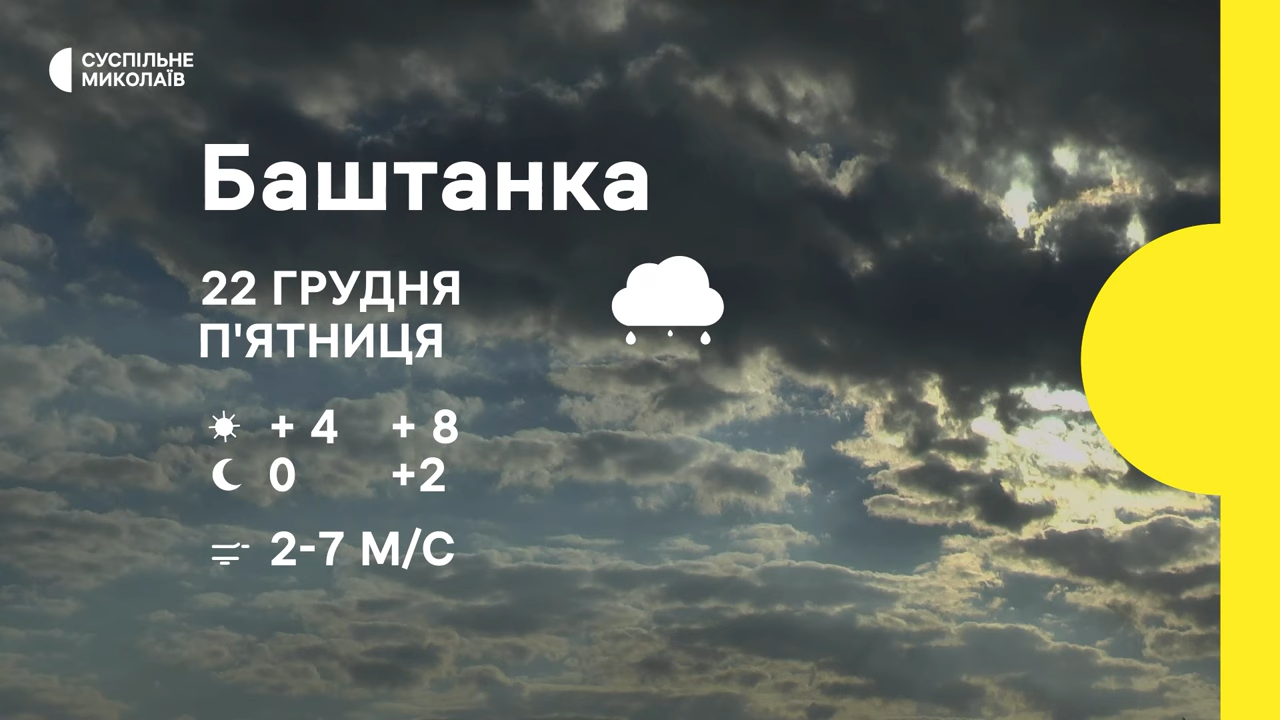 СУСПІЛЬНЕ
МИКОЛАЇВ
Баштанка
22 ГРУДНЯ
П'ЯТНИЦЯ
+ 4 + 8
0 +2
2-7 М/С